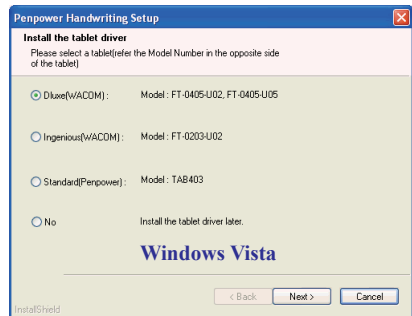 Penpower Handwriting Setup
Install the tablet driver
Please select a tablet(refer the Model Number in the opposite side
of the tablet)
Dluxe(WACOM) : Model : FT-0405-U02, FT-0405-U05
Ingenious(WACOM) : Model : FT-0203-U02
Standard(Penpower) : Model : TAB403
No Install the tablet driver later.
Windows Vista
< Back Next > Cancel
InstallShield